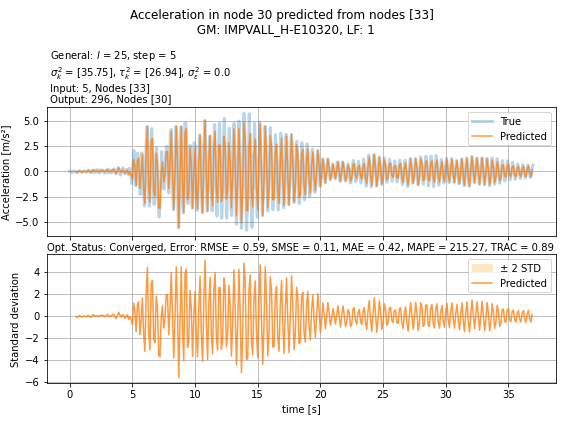 Acceleration in node 30 predicted from nodes [33]
GM: IMPVALL_H-E10320, LF: 1
General: l = 25, step = 5
σ²ₖ = [35.75], τ²ₖ = [26.94], σ²ε = 0.0
Input: 5, Nodes [33]
Output: 296, Nodes [30]
Acceleration [m/s²]
5.0
2.5
0.0
−2.5
−5.0
True
Predicted
Opt. Status: Converged, Error: RMSE = 0.59, SMSE = 0.11, MAE = 0.42, MAPE = 215.27, TRAC = 0.89
Standard deviation
4
2
0
−2
−4
−6
± 2 STD
Predicted
0 5 10 15 20 25 30 35
time [s]